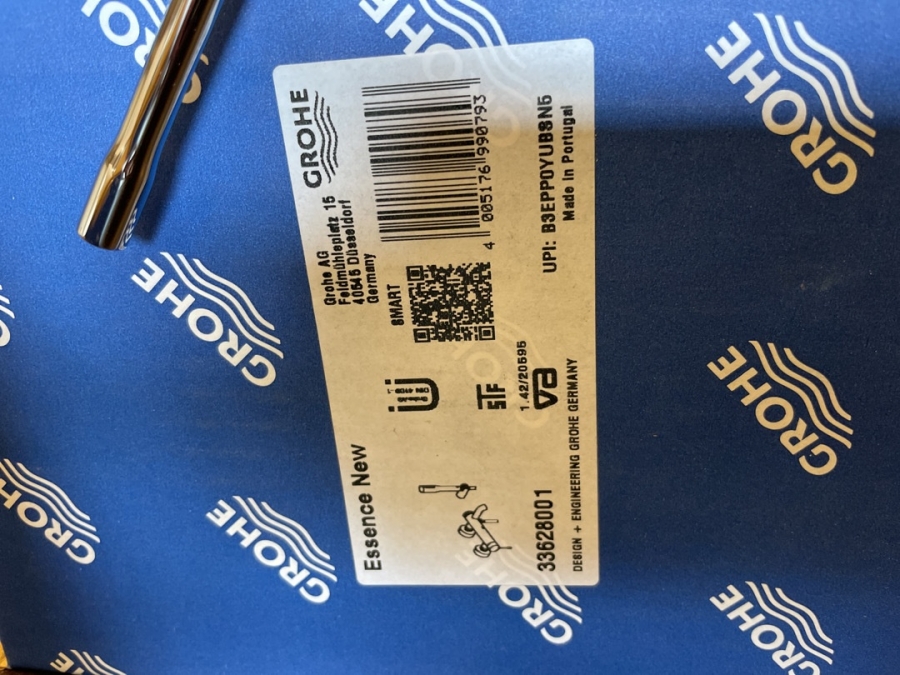 GROHE
Grohe AG
Feldmühleplatz 15
40545 Düsseldorf
Germany
4 005176 990793
UPI: B3EPP0YUB8N5
Made in Portugal
SMART
1.42/20595
va
Essence New
33628001
DESIGN + ENGINEERING GROHE GERMANY
GROHE
GROHE
GROHE
GROHE
GROHE
GROHE
GROHE
GROHE